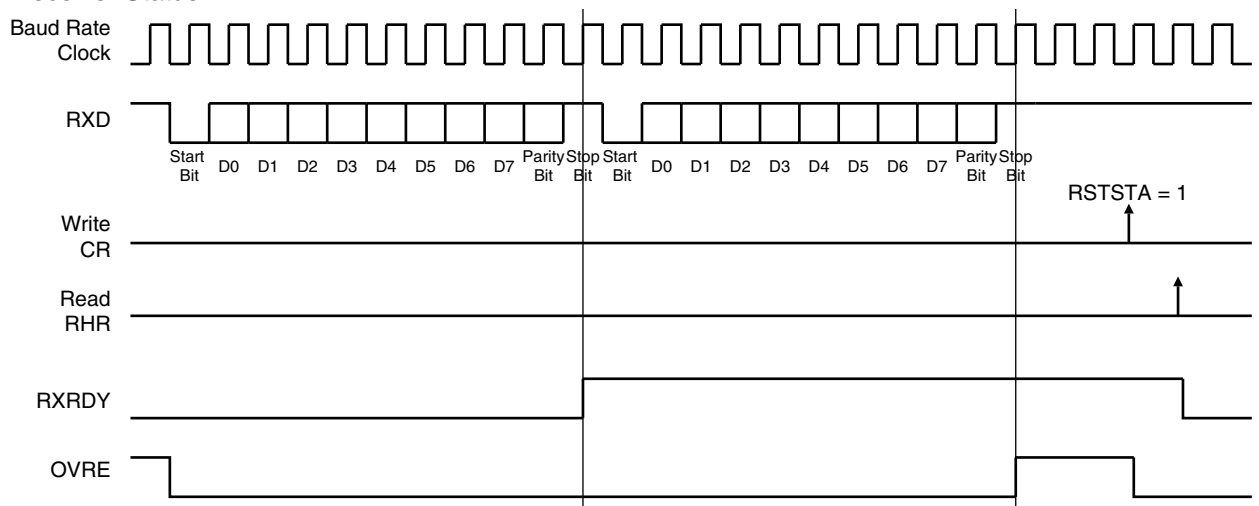 Baud Rate
Clock
RXD
Start
Bit
D0
D1
D2
D3
D4
D5
D6
D7
Parity
Bit
Stop
Bit
Start
Bit
D0
D1
D2
D3
D4
D5
D6
D7
Parity
Bit
Stop
Bit
RSTSTA = 1
Write
CR
Read
RHR
RXRDY
OVRE